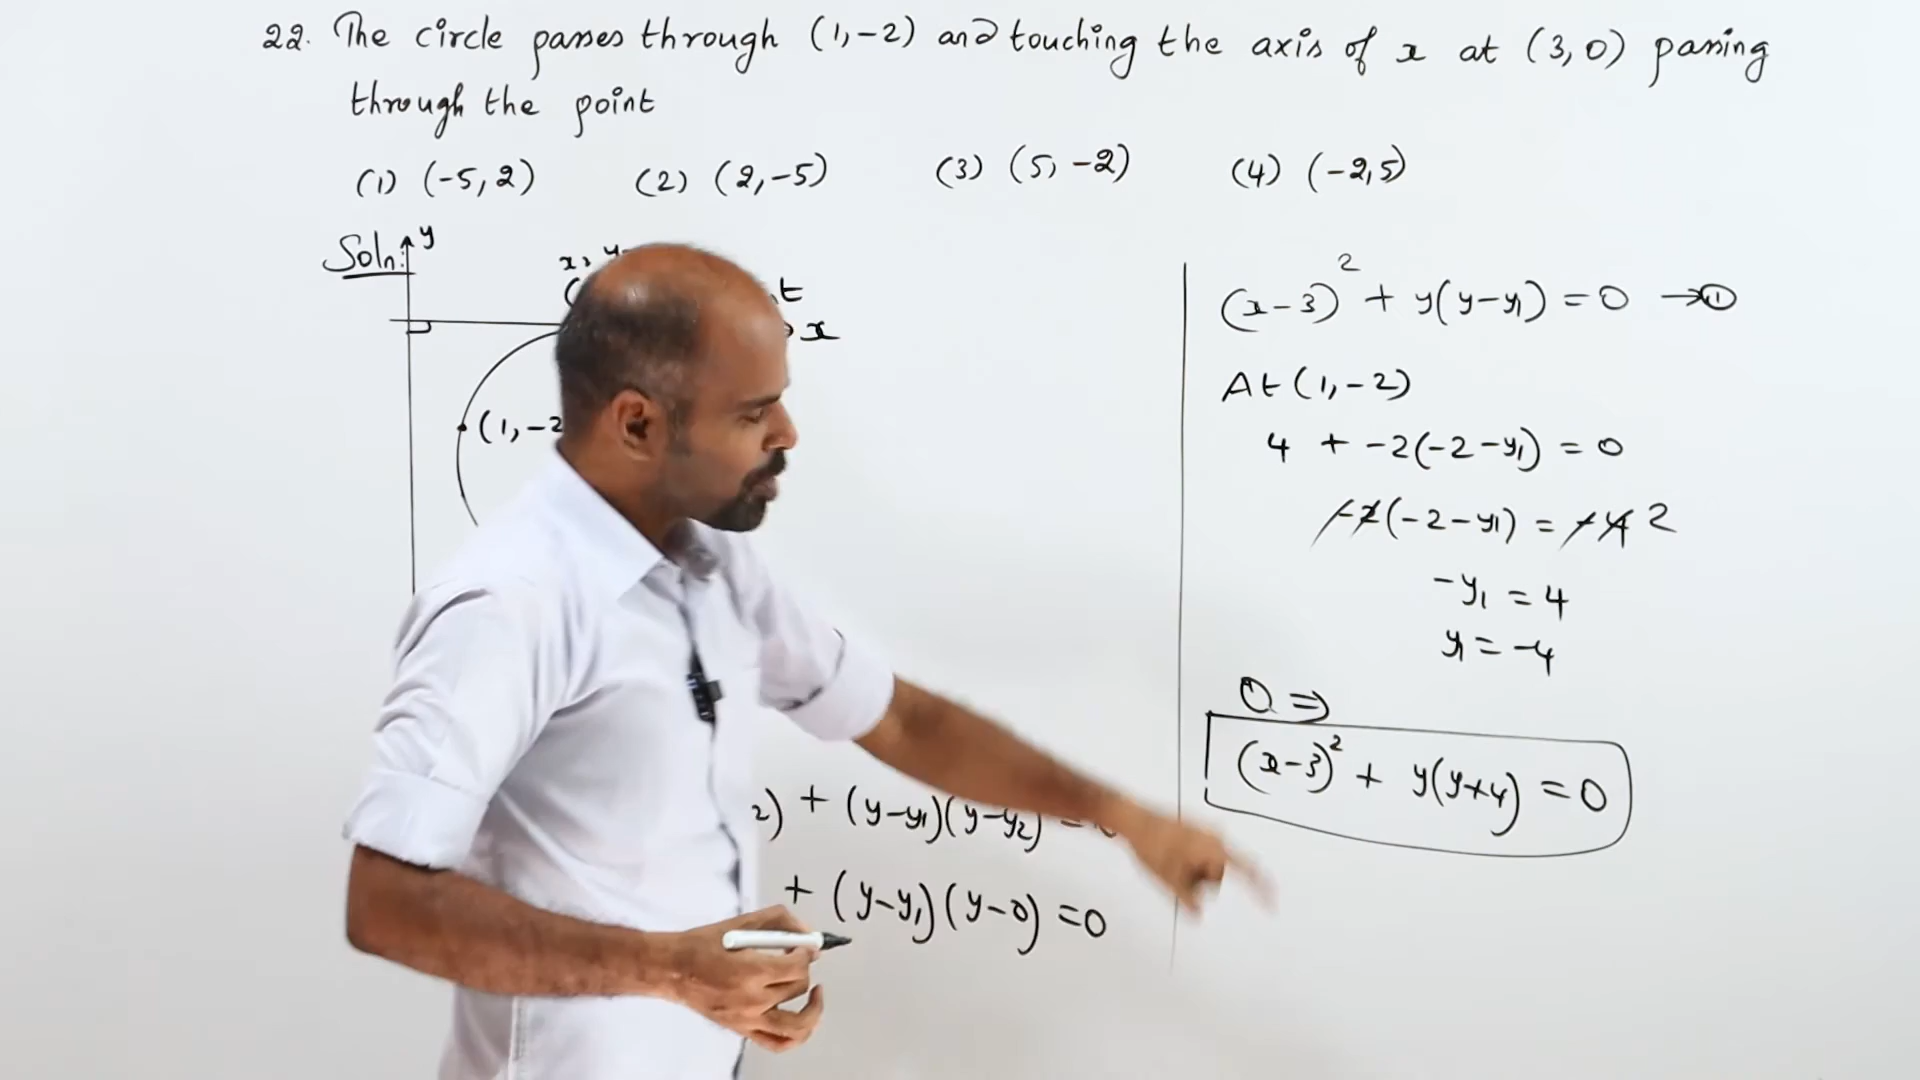 22. The circle passes through (1,-2) and touching the axis of x at (3,0) passing
through the point
(1) (-5,2) (2) (2,-5) (3) (5,-2) (4) (-2,5)
Soln:
y
x, y
t
x
(1,-2
2) + (y-y1)(y-y2) =
+ (y-y1)(y-0) =0
(x-3)² + y(y-y1) = 0 →①
At (1,-2)
4 + -2(-2-y1) = 0
-2(-2-y1) = -4 2
-y1 = 4
y1 = -4
① ⇒
(x-3)² + y(y+4) = 0